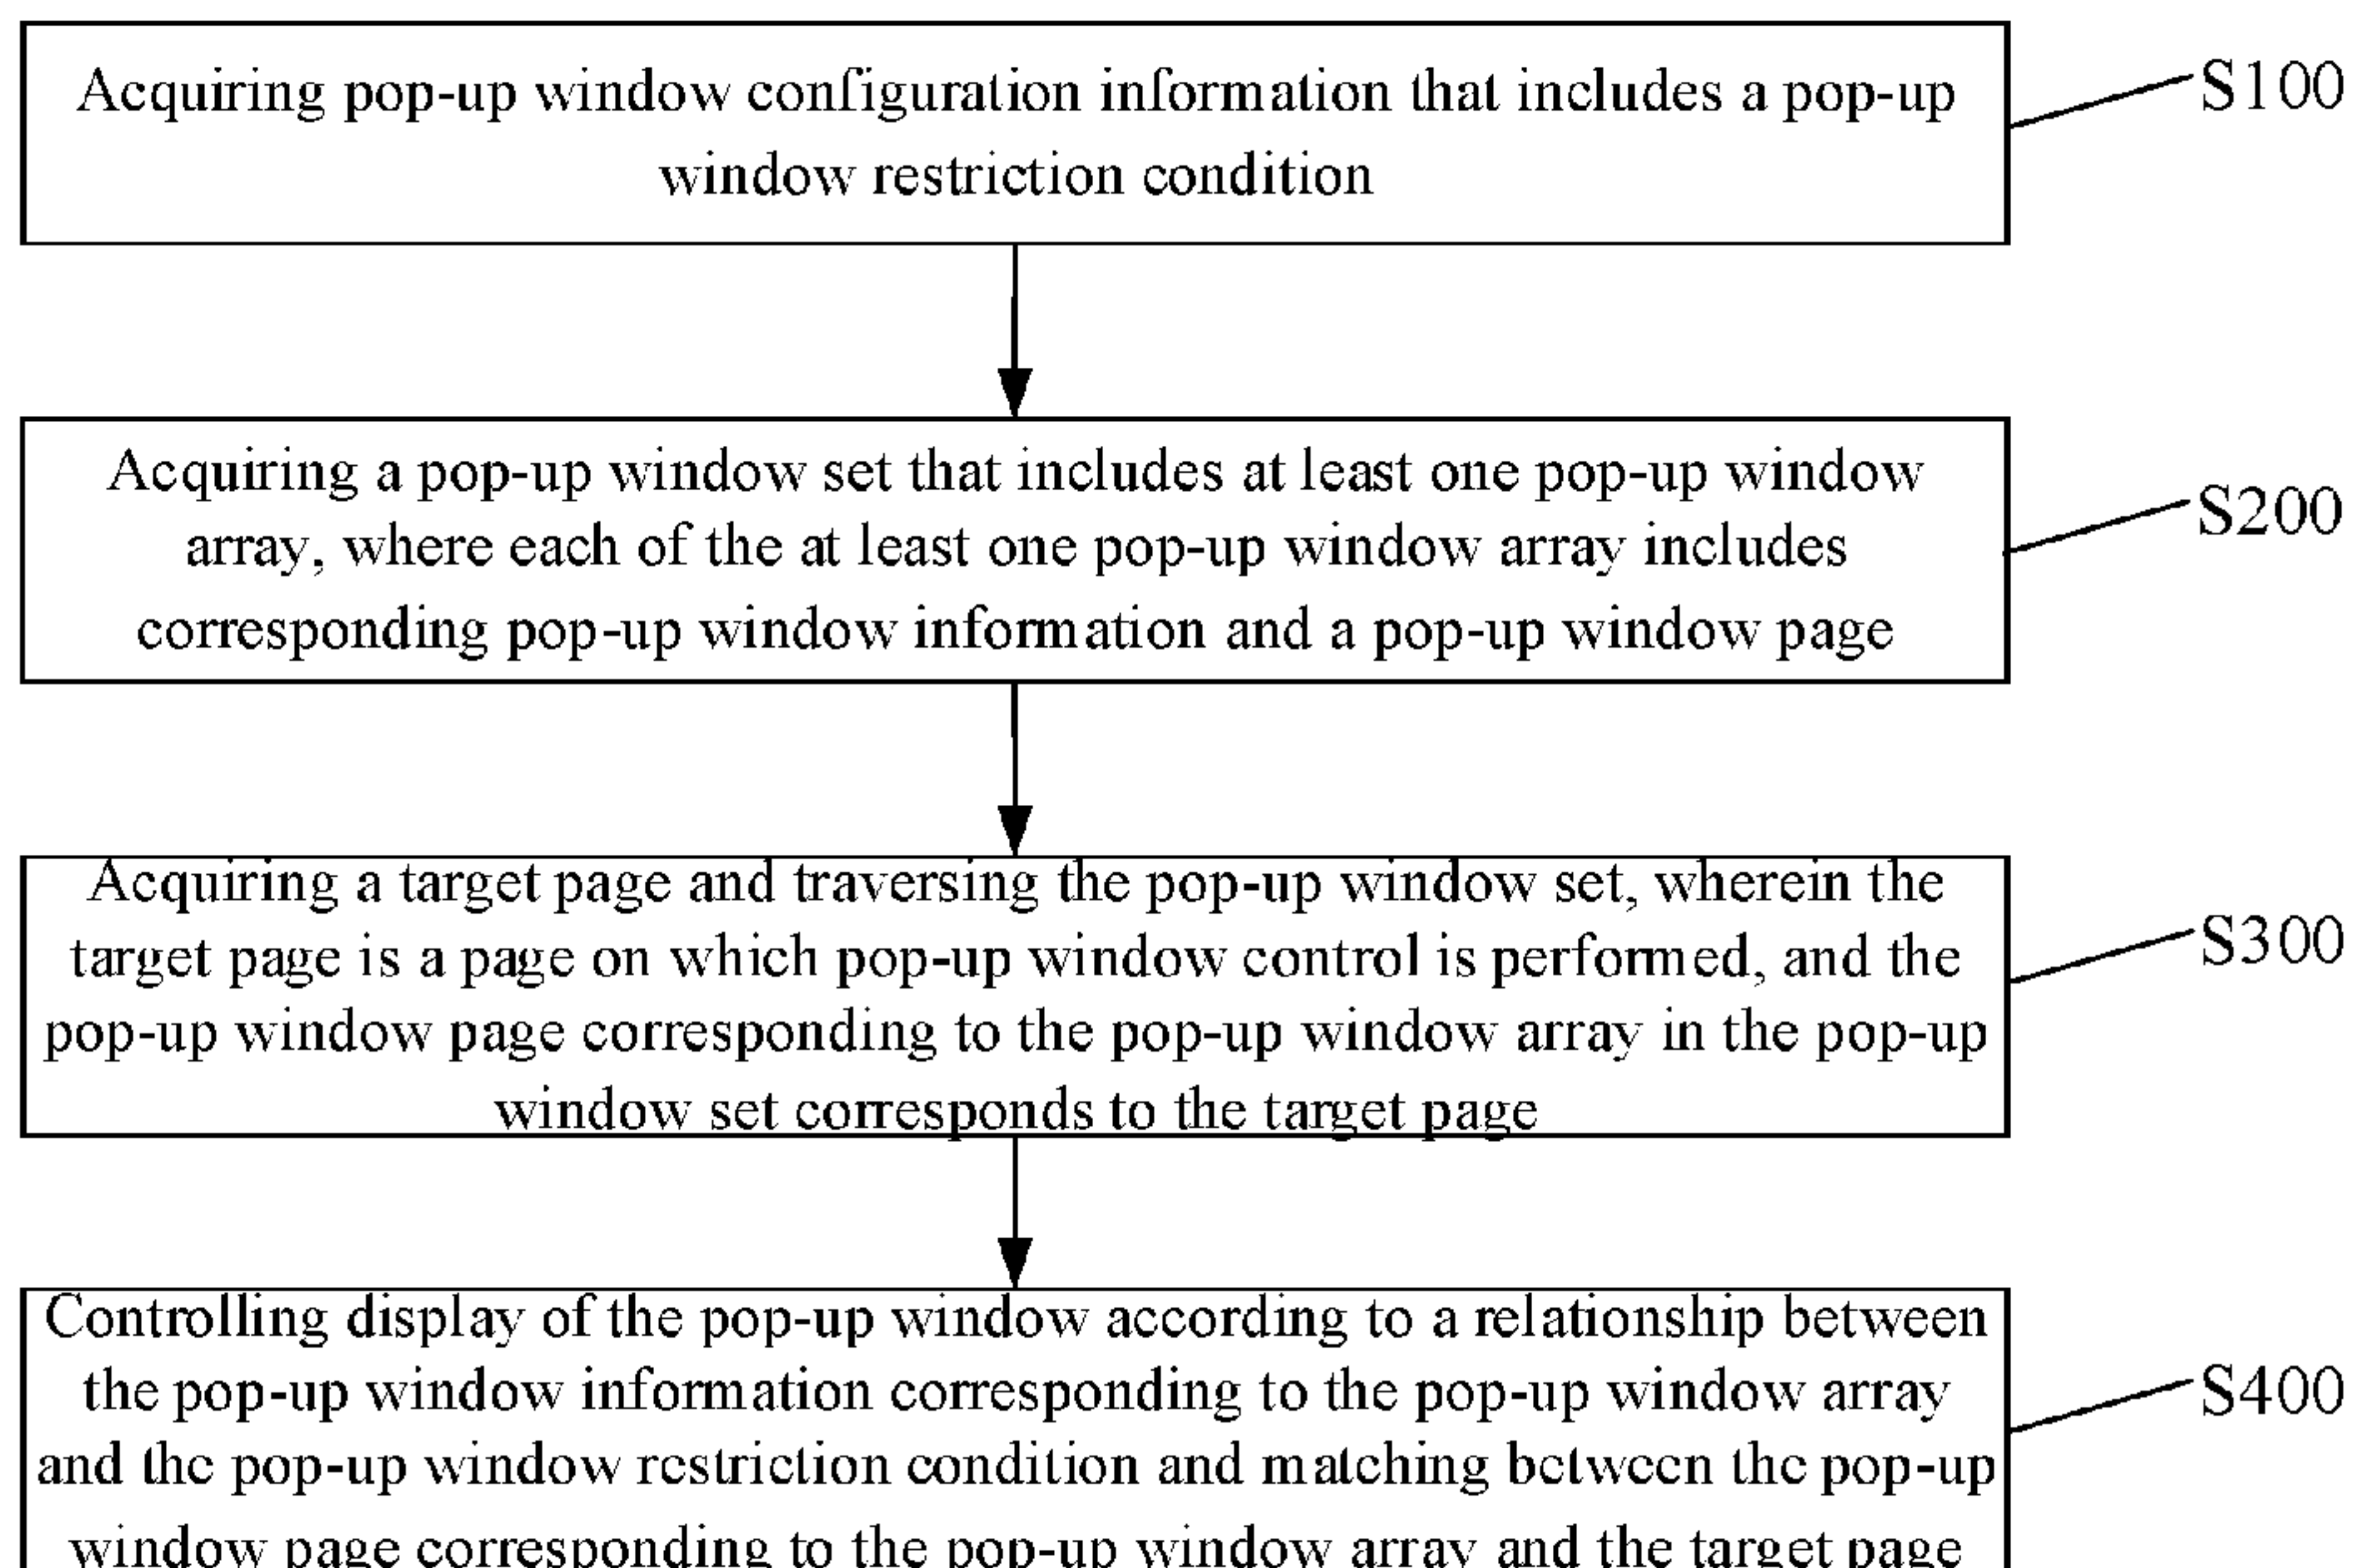 Acquiring pop-up window configuration information that includes a pop-up
window restriction condition
S100
Acquiring a pop-up window set that includes at least one pop-up window
array, where each of the at least one pop-up window array includes
corresponding pop-up window information and a pop-up window page
S200
Acquiring a target page and traversing the pop-up window set, wherein the
target page is a page on which pop-up window control is performed, and the
pop-up window page corresponding to the pop-up window array in the pop-up
window set corresponds to the target page
S300
Controlling display of the pop-up window according to a relationship between
the pop-up window information corresponding to the pop-up window array
and the pop-up window restriction condition and matching between the pop-up
window page corresponding to the pop-up window array and the target page
S400